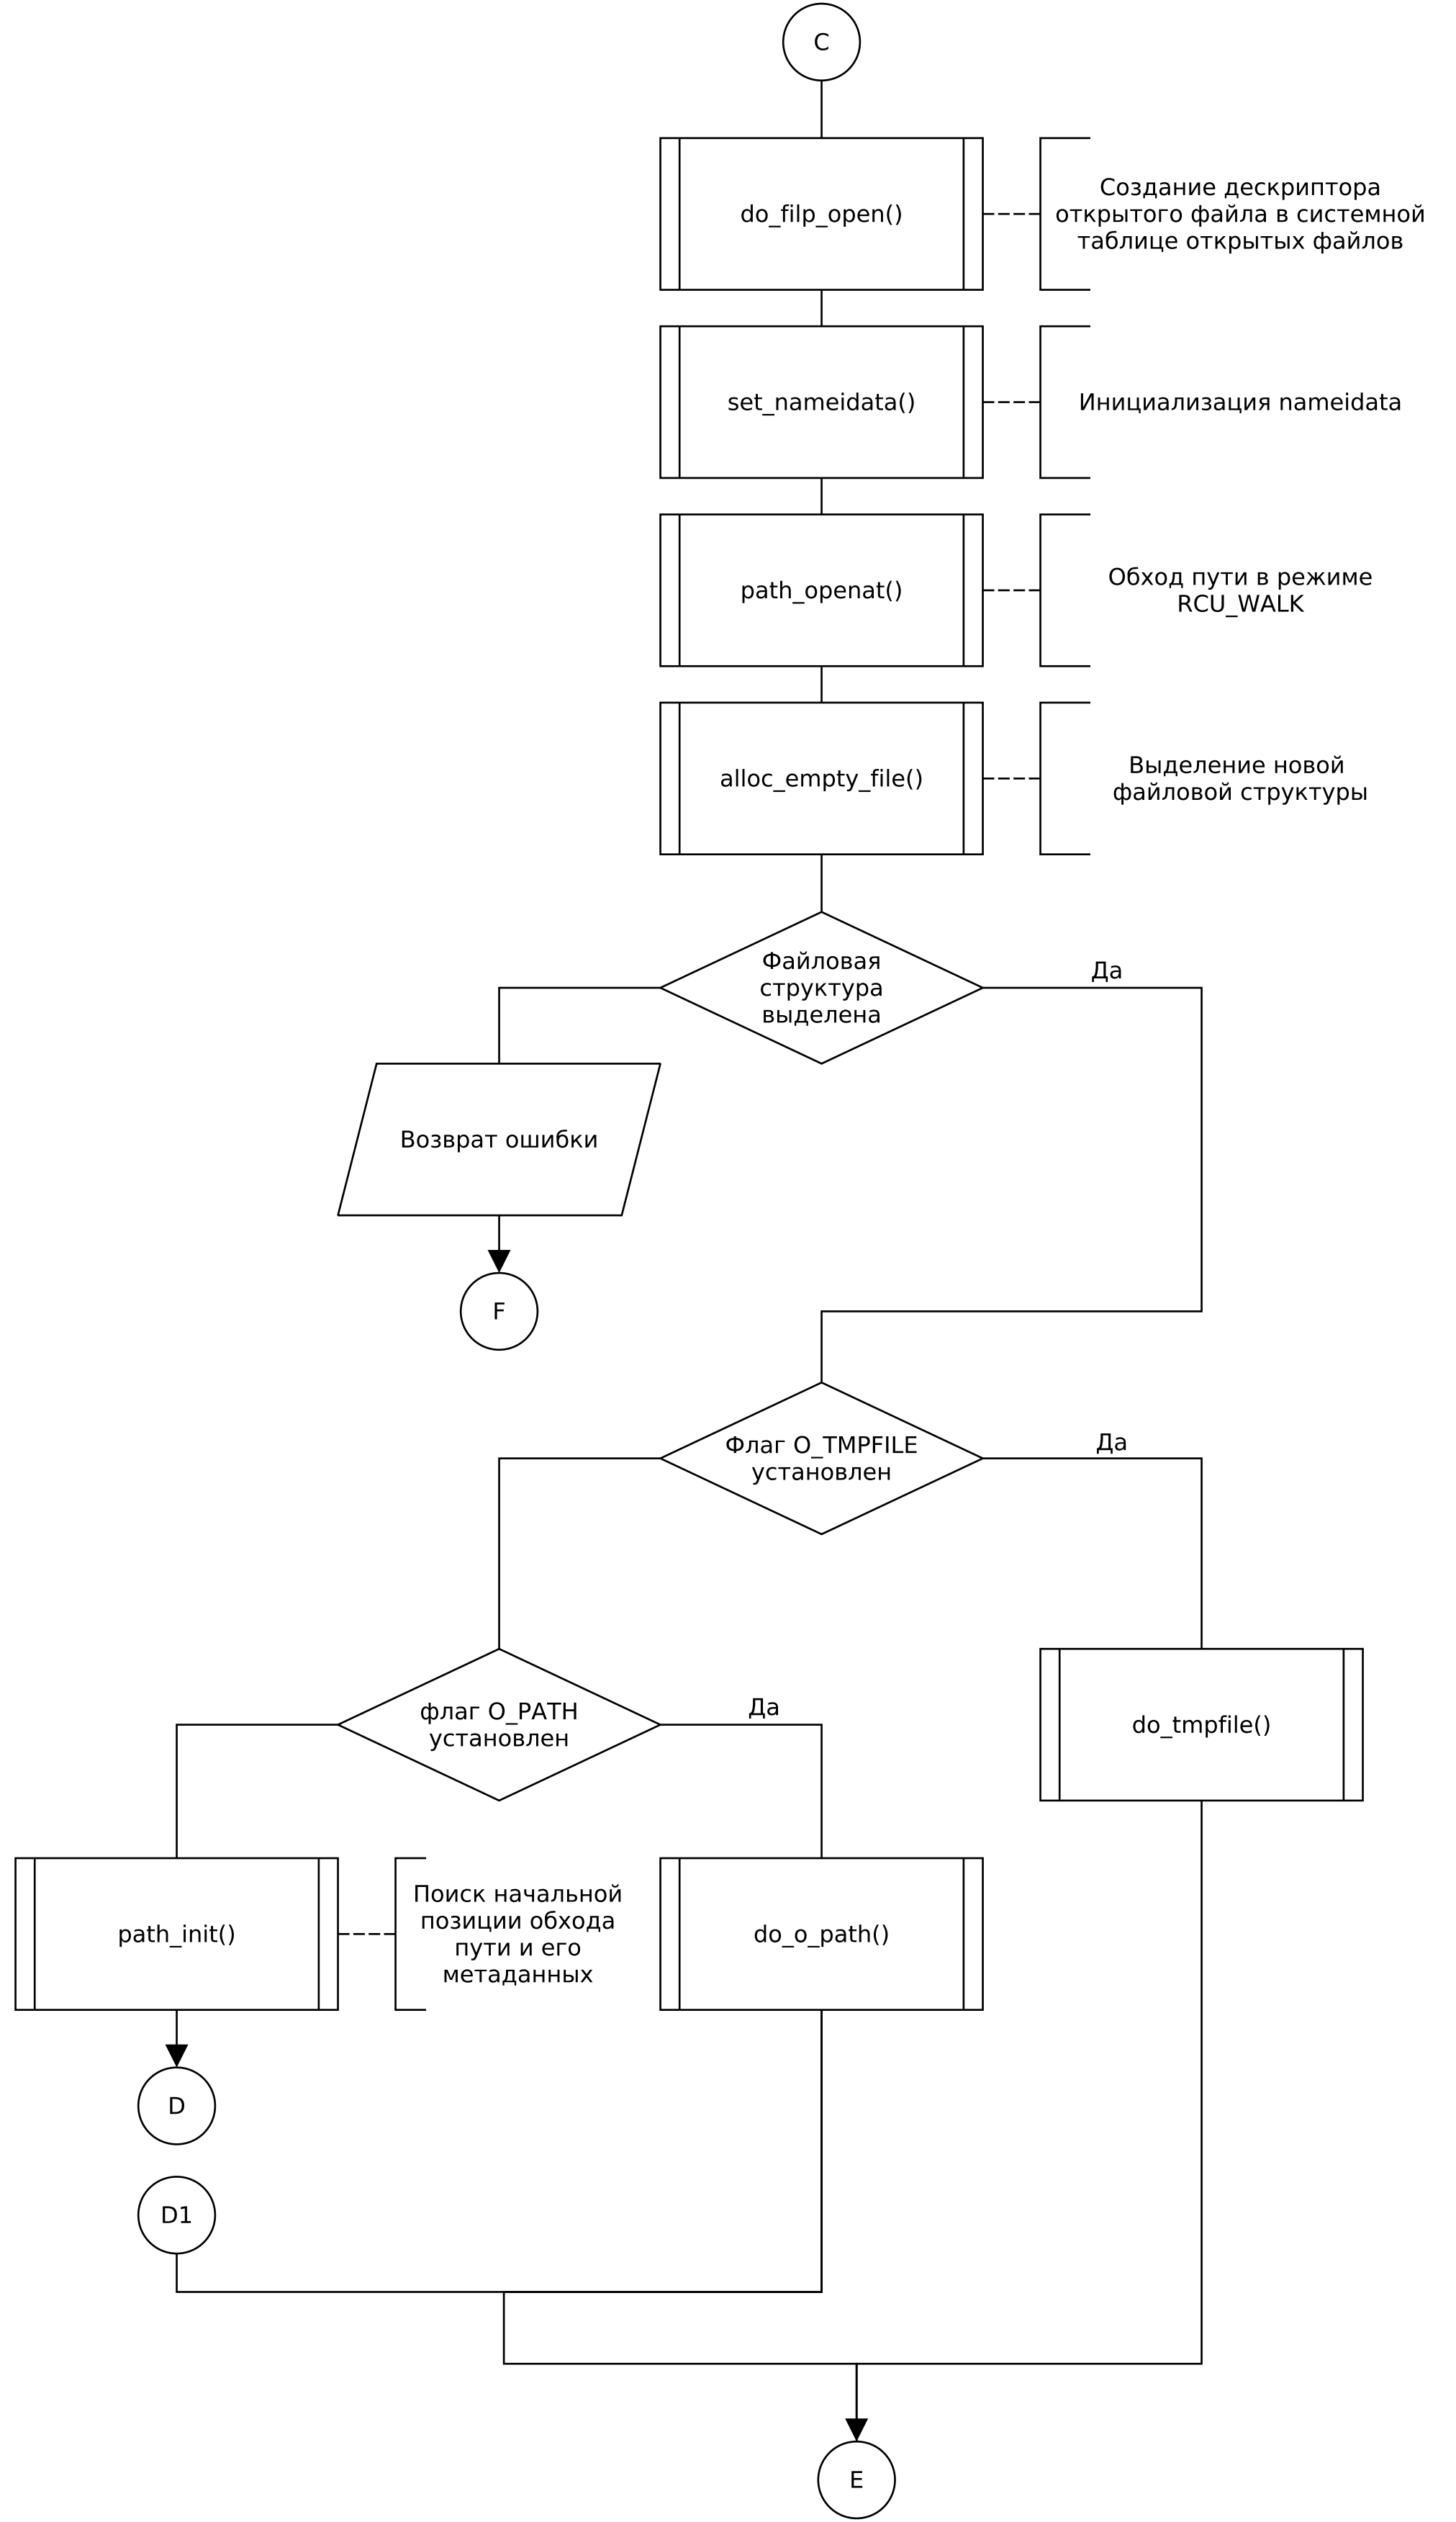 C
do_filp_open()
Создание дескриптора
открытого файла в системной
таблице открытых файлов
set_nameidata()
Инициализация nameidata
path_openat()
Обход пути в режиме
RCU_WALK
alloc_empty_file()
Выделение новой
файловой структуры
Файловая
структура
выделена
Да
Возврат ошибки
F
Флаг O_TMPFILE
установлен
Да
флаг O_PATH
установлен
Да
do_tmpfile()
path_init()
Поиск начальной
позиции обхода
пути и его
метаданных
do_o_path()
D
D1
E